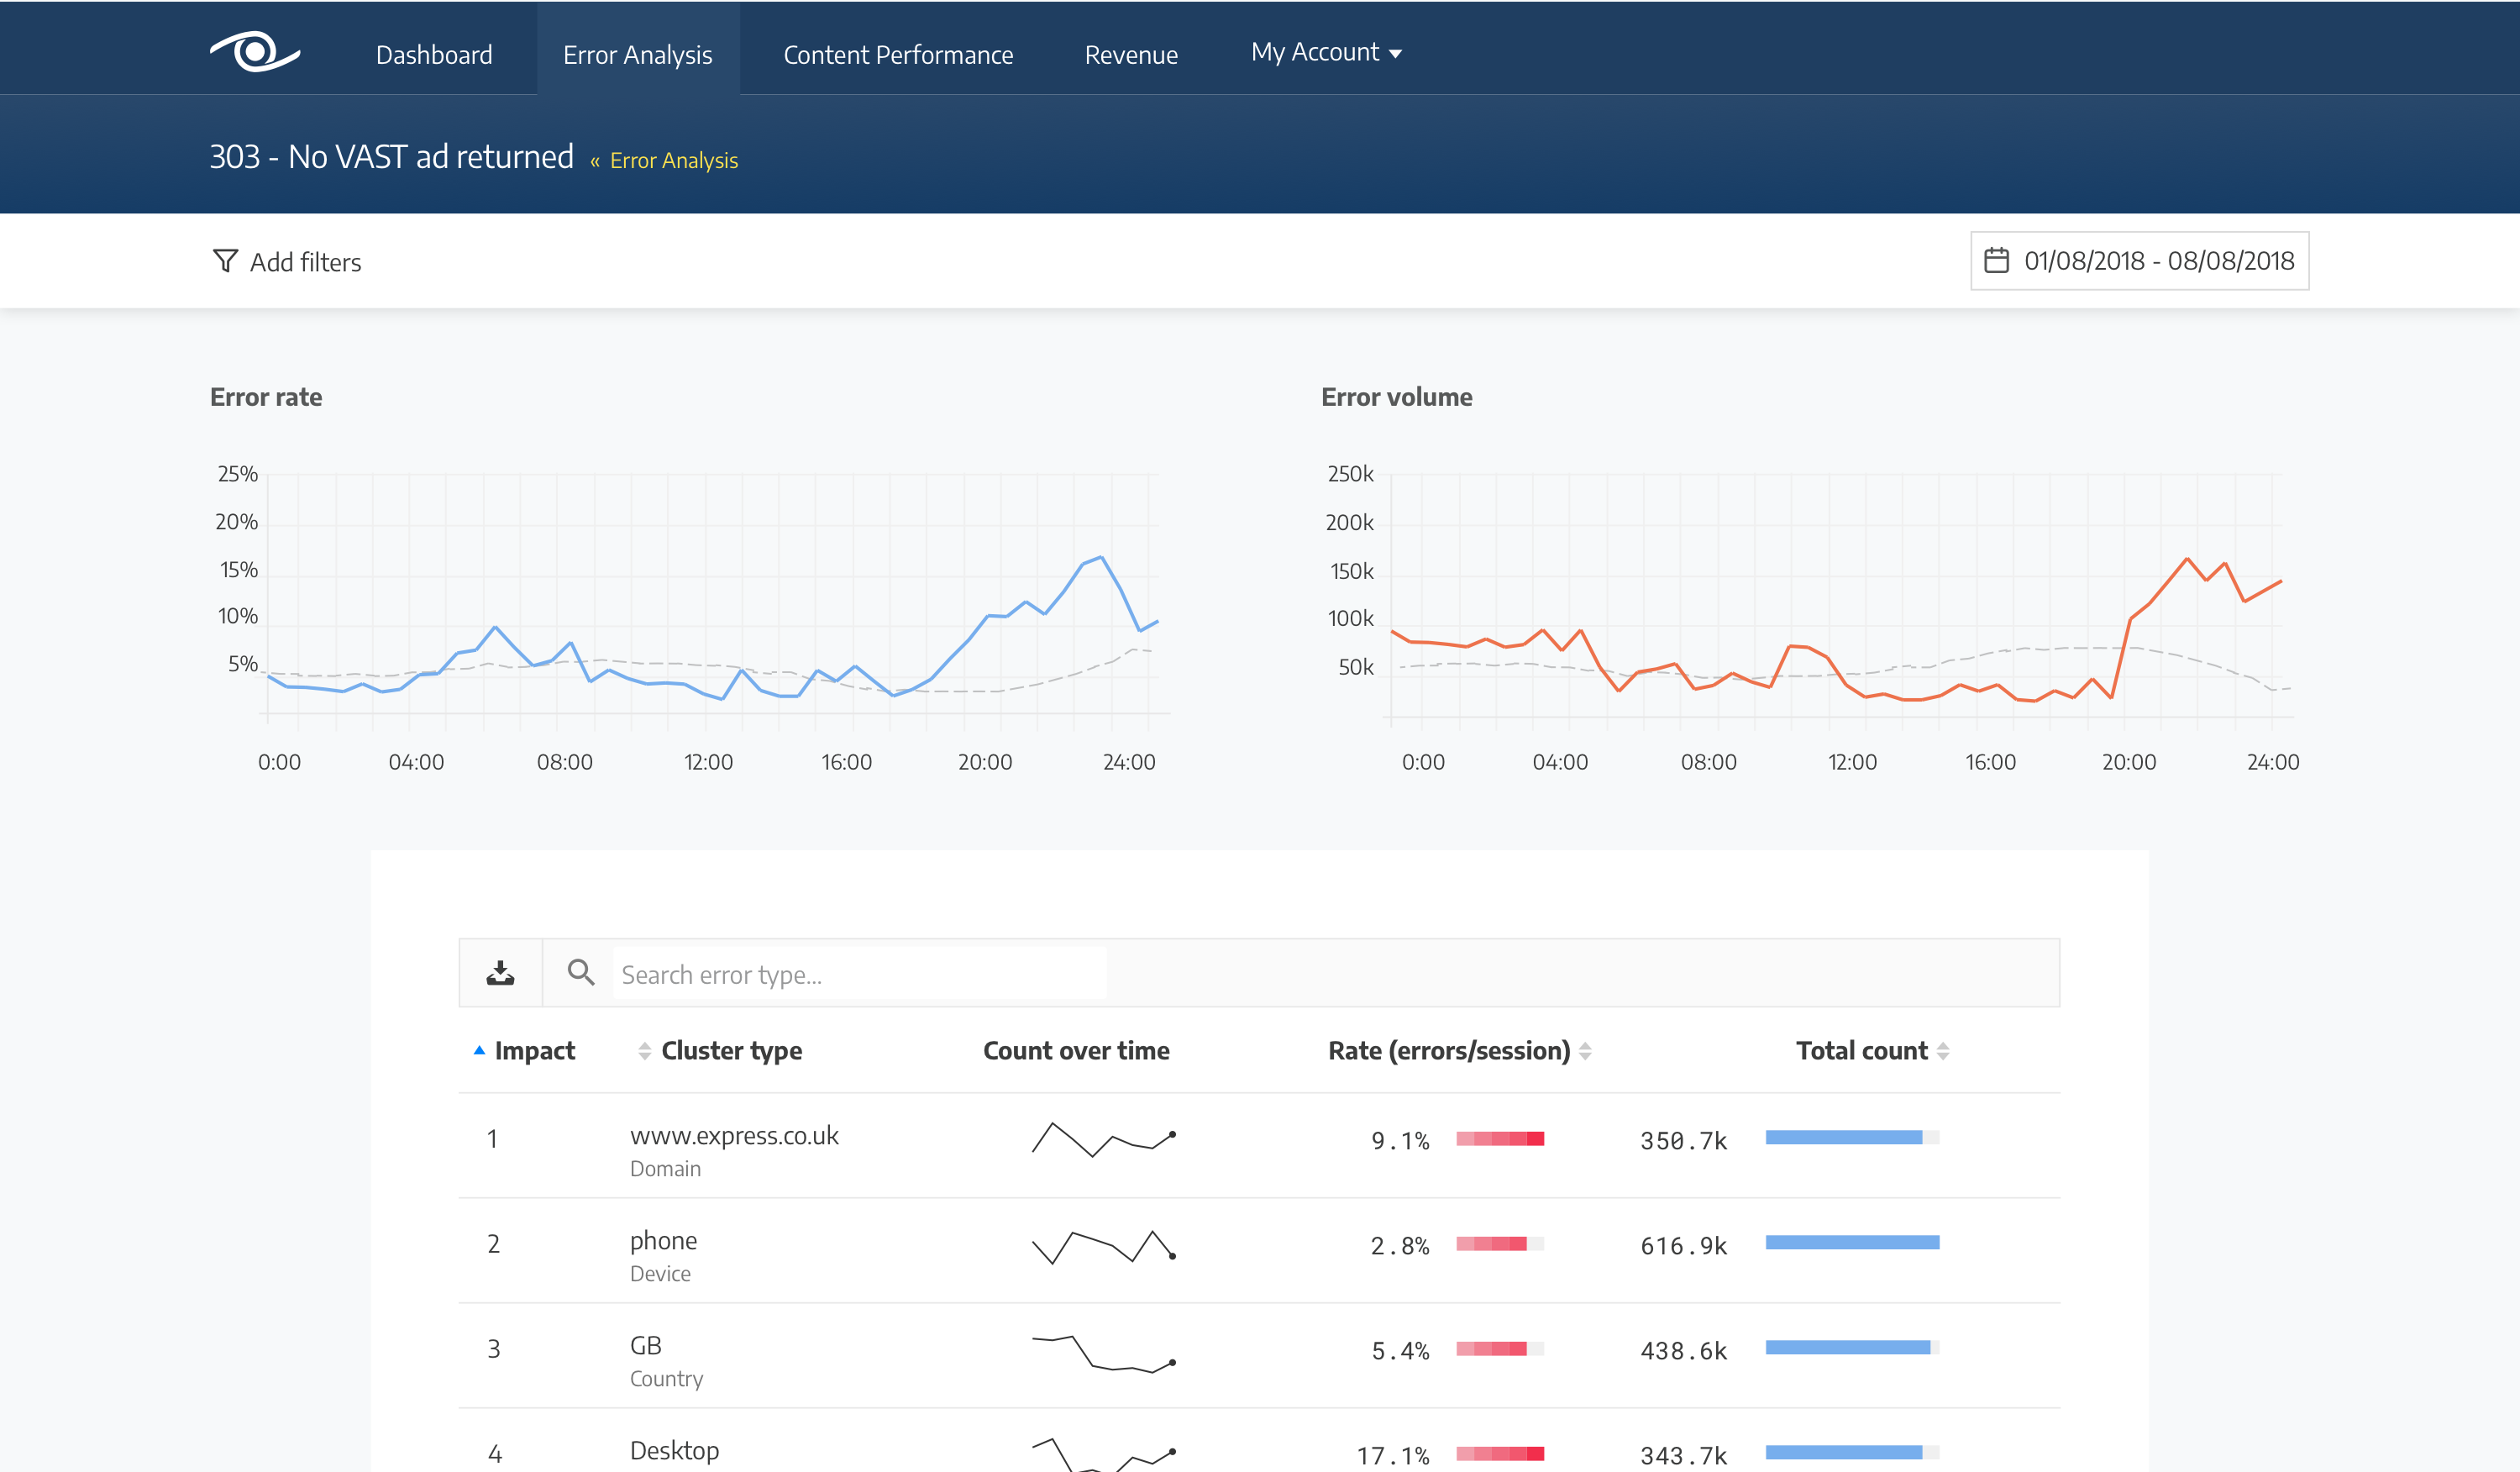 Dashboard Error Analysis Content Performance Revenue My Account
303 - No VAST ad returned « Error Analysis
Add filters 01/08/2018 - 08/08/2018
Error rate
25%
20%
15%
10%
5%
0:00 04:00 08:00 12:00 16:00 20:00 24:00
Error volume
250k
200k
150k
100k
50k
0:00 04:00 08:00 12:00 16:00 20:00 24:00
Search error type...
Impact Cluster type Count over time Rate (errors/session) Total count
1 www.express.co.uk 9.1% 350.7k
Domain
2 phone 2.8% 616.9k
Device
3 GB 5.4% 438.6k
Country
4 Desktop 17.1% 343.7k